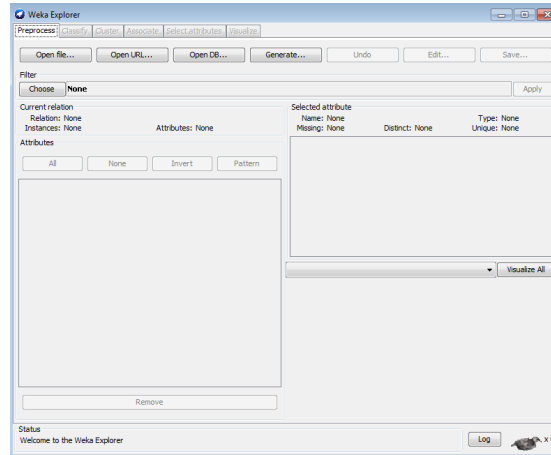 Weka Explorer
Preprocess Classify Cluster Associate Select attributes Visualize
Open file... Open URL... Open DB... Generate... Undo Edit... Save...
Filter
Choose None Apply
Current relation
Relation: None
Instances: None Attributes: None
Selected attribute
Name: None Type: None
Missing: None Distinct: None Unique: None
Attributes
All None Invert Pattern
Visualize All
Remove
Status
Welcome to the Weka Explorer
Log x